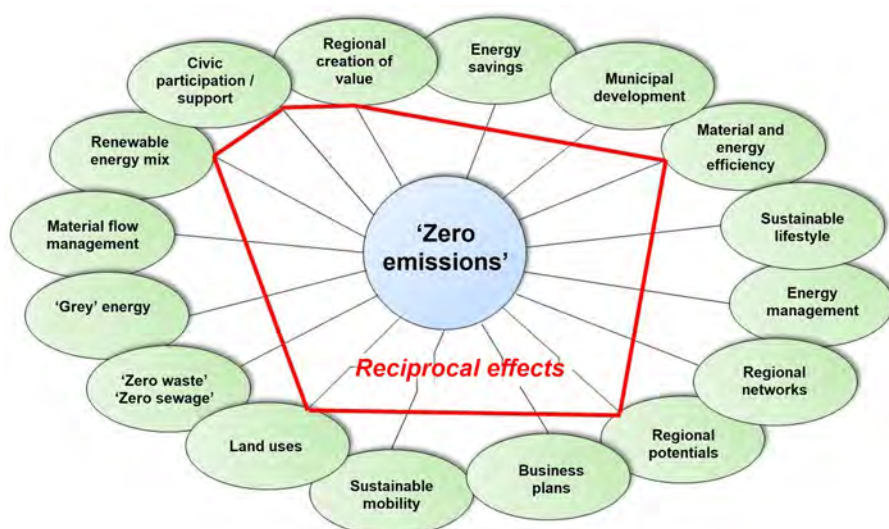 Regional
creation of
value
Energy
savings
Municipal
development
Material and
energy
efficiency
Sustainable
lifestyle
Energy
management
Regional
networks
Regional
potentials
Business
plans
Sustainable
mobility
Land uses
‘Zero waste’
‘Zero sewage’
‘Grey’ energy
Material flow
management
Renewable
energy mix
Civic
participation /
support
‘Zero
emissions’
Reciprocal effects